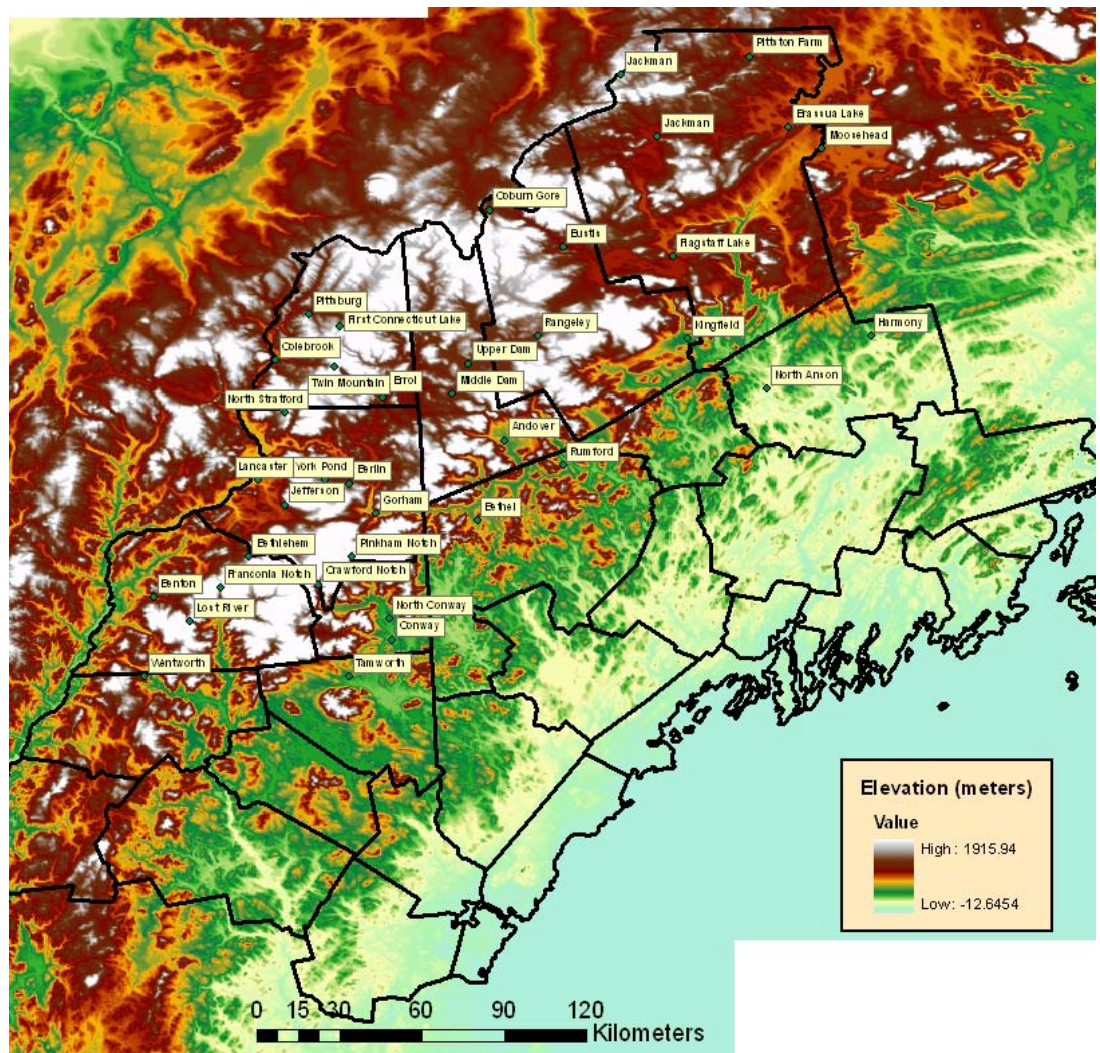 Pittston Farm
Jackman
Brassua Lake
Jackman
Moosehead
Coburn Gore
Eustis
Flagstaff Lake
Pittsburg
First Connecticut Lake
Rangeley
Kingfield
Harmony
Colebrook
Upper Dam
Twin Mountain
Errol
Middle Dam
North Anson
North Stratford
Andover
Rumford
Lancaster
York Pond
Berlin
Jefferson
Gorham
Bethel
Bethlehem
Pinkham Notch
Benton
Franconia Notch
Crawford Notch
Lost River
North Conway
Conway
Wentworth
Tamworth
Elevation (meters)
Value
High : 1915.94
Low : -12.6454
0 15 30 60 90 120
Kilometers